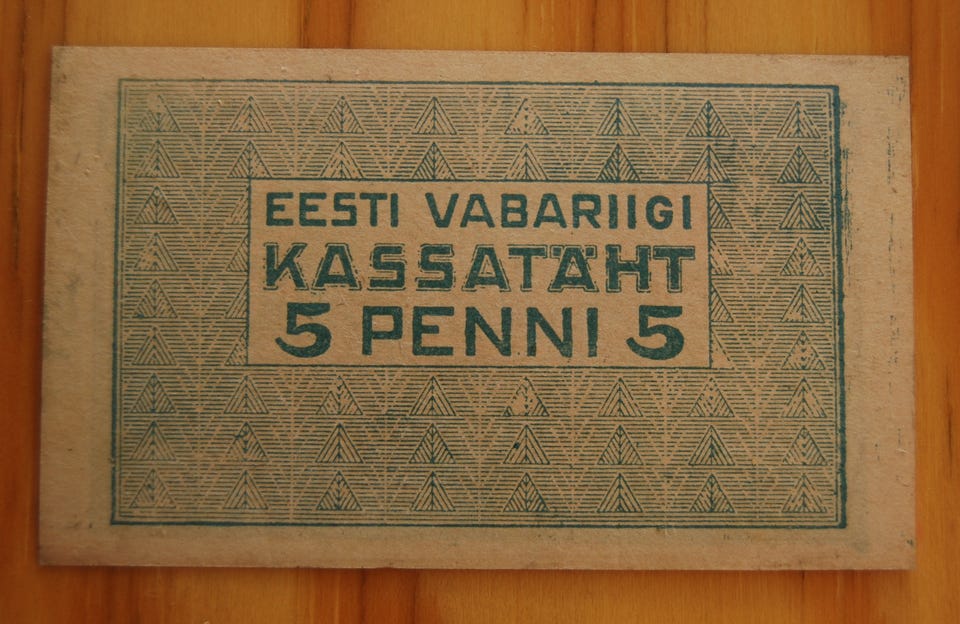 EESTI VABARIIGI
KASSATÄHT
5 PENNI 5